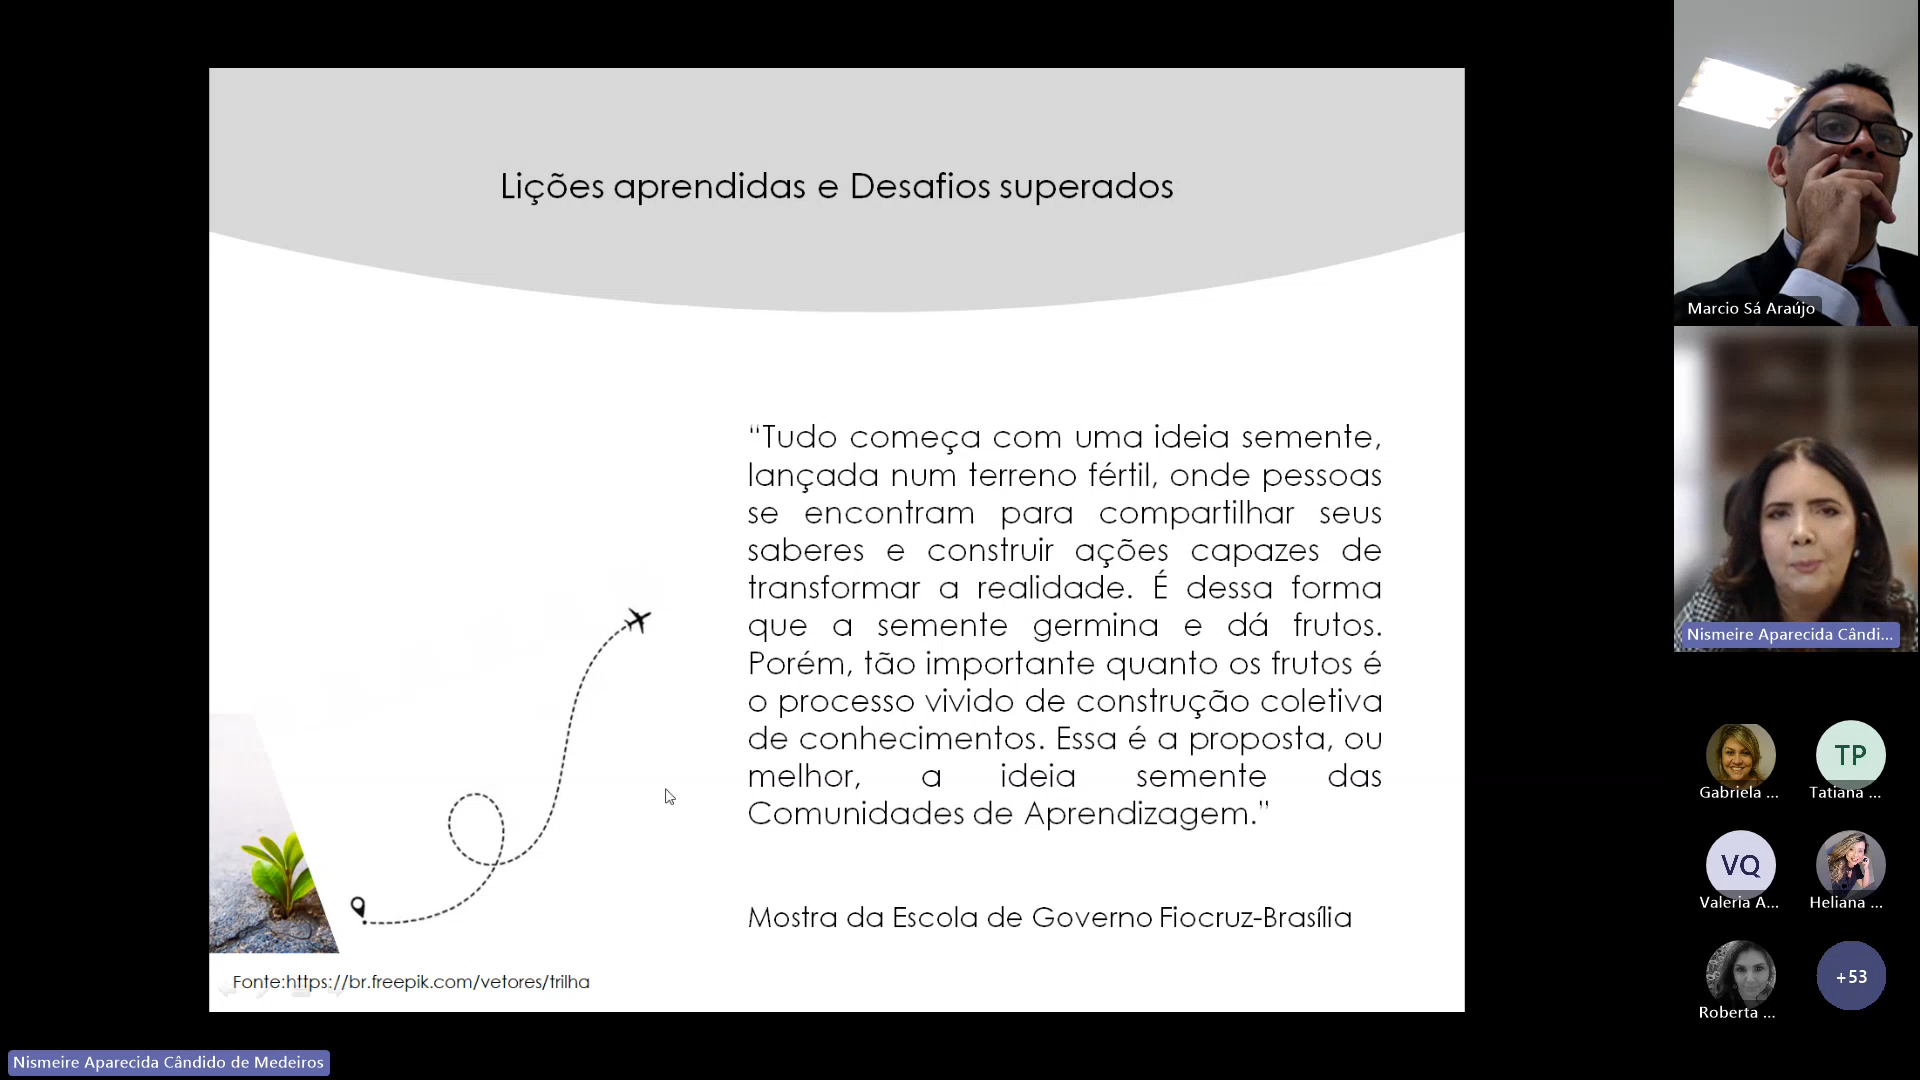 Lições aprendidas e Desafios superados
“Tudo começa com uma ideia semente,
lançada num terreno fértil, onde pessoas
se encontram para compartilhar seus
saberes e construir ações capazes de
transformar a realidade. É dessa forma
que a semente germina e dá frutos.
Porém, tão importante quanto os frutos é
o processo vivido de construção coletiva
de conhecimentos. Essa é a proposta, ou
melhor, a ideia semente das
Comunidades de Aprendizagem.”
Mostra da Escola de Governo Fiocruz-Brasília
Fonte:https://br.freepik.com/vetores/trilha
Nismeire Aparecida Cândido de Medeiros
Marcio Sá Araújo
Nismeire Aparecida Cândi...
Gabriela ...
TP
Tatiana ...
VQ
Valeria A...
Heliana ...
Roberta ...
+53